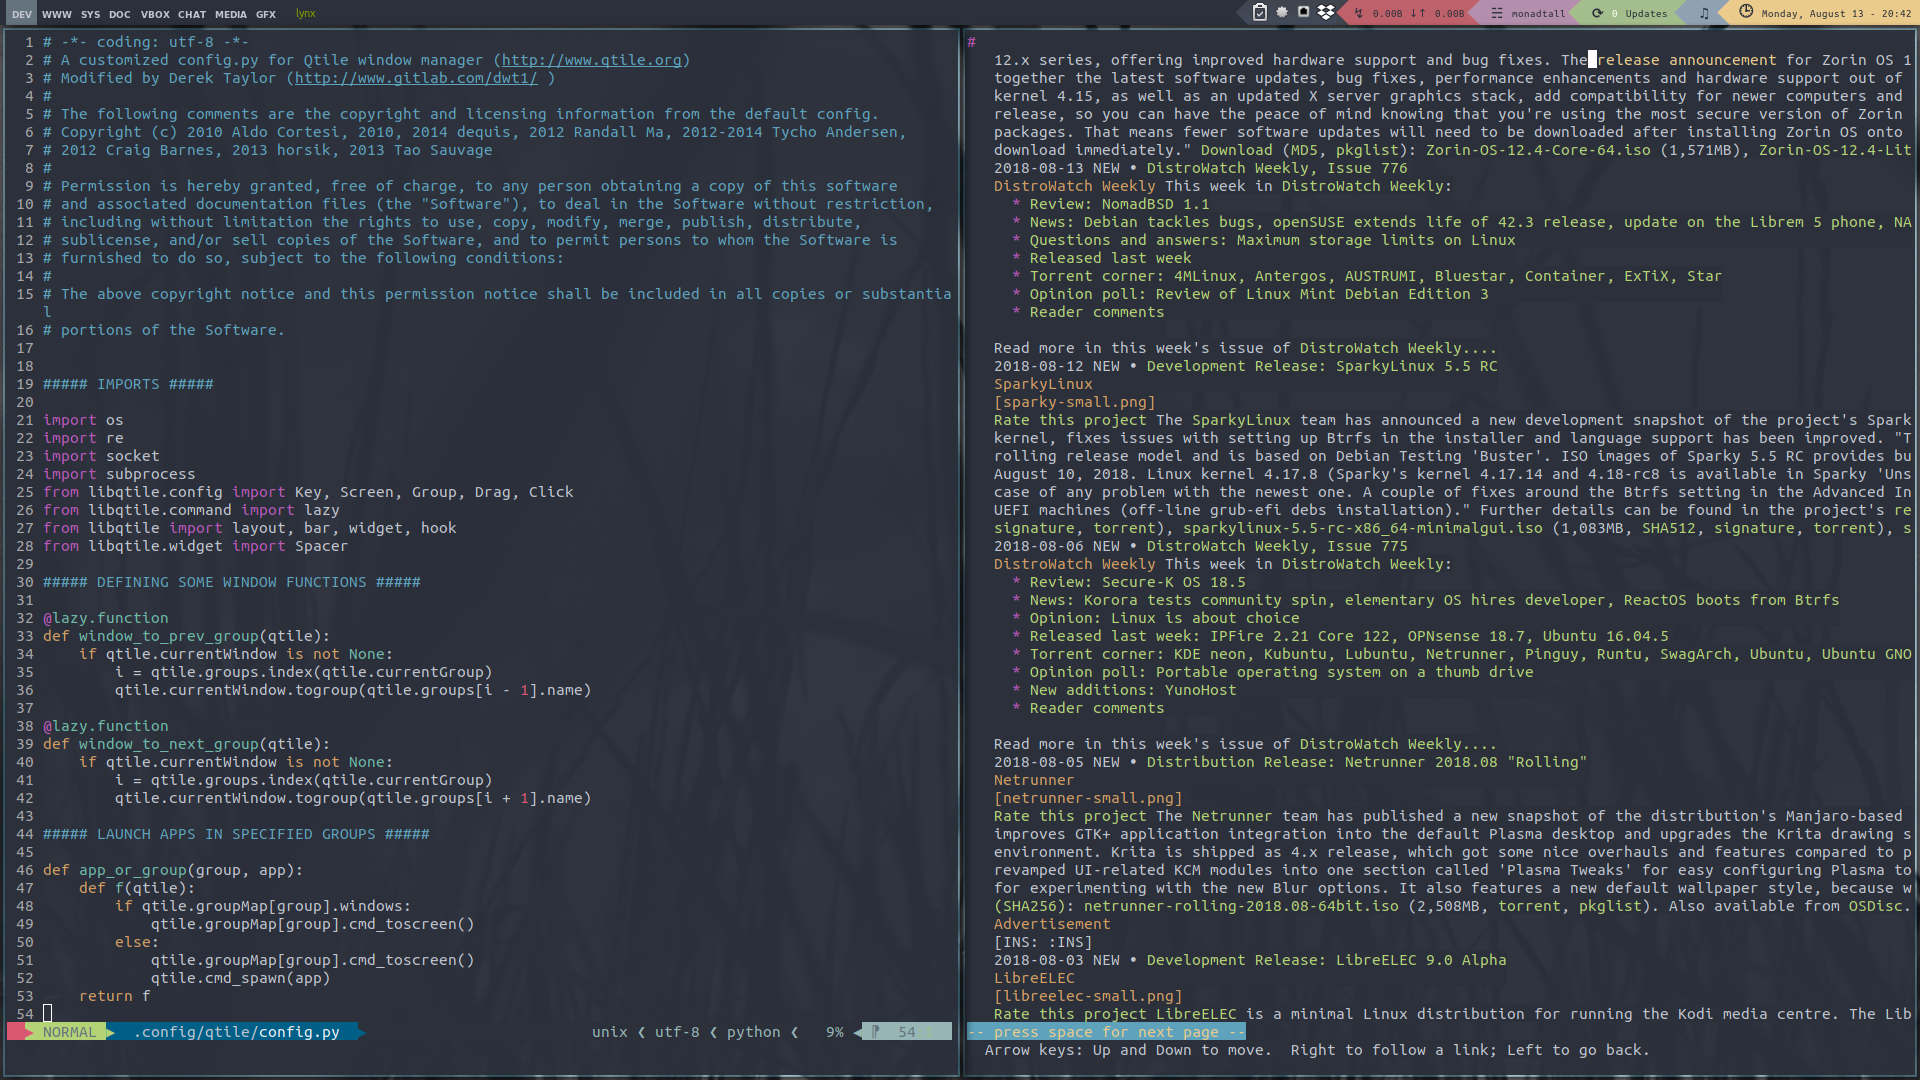 DEV WWW SYS DOC VBOX CHAT MEDIA GFX lynx 0.00B ↓↑ 0.00B monadtall 0 Updates Monday, August 13 - 20:42
1 # -*- coding: utf-8 -*-
2 # A customized config.py for Qtile window manager (http://www.qtile.org)
3 # Modified by Derek Taylor (http://www.gitlab.com/dwt1/ )
4 #
5 # The following comments are the copyright and licensing information from the default config.
6 # Copyright (c) 2010 Aldo Cortesi, 2010, 2014 dequis, 2012 Randall Ma, 2012-2014 Tycho Andersen,
7 # 2012 Craig Barnes, 2013 horsik, 2013 Tao Sauvage
8 #
9 # Permission is hereby granted, free of charge, to any person obtaining a copy of this software
10 # and associated documentation files (the "Software"), to deal in the Software without restriction,
11 # including without limitation the rights to use, copy, modify, merge, publish, distribute,
12 # sublicense, and/or sell copies of the Software, and to permit persons to whom the Software is
13 # furnished to do so, subject to the following conditions:
14 #
15 # The above copyright notice and this permission notice shall be included in all copies or substantia
l
16 # portions of the Software.
17
18
19 ##### IMPORTS #####
20
21 import os
22 import re
23 import socket
24 import subprocess
25 from libqtile.config import Key, Screen, Group, Drag, Click
26 from libqtile.command import lazy
27 from libqtile import layout, bar, widget, hook
28 from libqtile.widget import Spacer
29
30 ##### DEFINING SOME WINDOW FUNCTIONS #####
31
32 @lazy.function
33 def window_to_prev_group(qtile):
34     if qtile.currentWindow is not None:
35         i = qtile.groups.index(qtile.currentGroup)
36         qtile.currentWindow.togroup(qtile.groups[i - 1].name)
37
38 @lazy.function
39 def window_to_next_group(qtile):
40     if qtile.currentWindow is not None:
41         i = qtile.groups.index(qtile.currentGroup)
42         qtile.currentWindow.togroup(qtile.groups[i + 1].name)
43
44 ##### LAUNCH APPS IN SPECIFIED GROUPS #####
45
46 def app_or_group(group, app):
47     def f(qtile):
48         if qtile.groupMap[group].windows:
49             qtile.groupMap[group].cmd_toscreen()
50         else:
51             qtile.groupMap[group].cmd_toscreen()
52             qtile.cmd_spawn(app)
53     return f
54
NORMAL .config/qtile/config.py unix ❮ utf-8 ❮ python ❮ 9% 54
#
12.x series, offering improved hardware support and bug fixes. The release announcement for Zorin OS 1
together the latest software updates, bug fixes, performance enhancements and hardware support out of
kernel 4.15, as well as an updated X server graphics stack, add compatibility for newer computers and
release, so you can have the peace of mind knowing that you're using the most secure version of Zorin
packages. That means fewer software updates will need to be downloaded after installing Zorin OS onto
download immediately." Download (MD5, pkglist): Zorin-OS-12.4-Core-64.iso (1,571MB), Zorin-OS-12.4-Lit
2018-08-13 NEW • DistroWatch Weekly, Issue 776
DistroWatch Weekly This week in DistroWatch Weekly:
* Review: NomadBSD 1.1
* News: Debian tackles bugs, openSUSE extends life of 42.3 release, update on the Librem 5 phone, NA
* Questions and answers: Maximum storage limits on Linux
* Released last week
* Torrent corner: 4MLinux, Antergos, AUSTRUMI, Bluestar, Container, ExTiX, Star
* Opinion poll: Review of Linux Mint Debian Edition 3
* Reader comments
Read more in this week's issue of DistroWatch Weekly....
2018-08-12 NEW • Development Release: SparkyLinux 5.5 RC
SparkyLinux
[sparky-small.png]
Rate this project The SparkyLinux team has announced a new development snapshot of the project's Spark
kernel, fixes issues with setting up Btrfs in the installer and language support has been improved. "T
rolling release model and is based on Debian Testing 'Buster'. ISO images of Sparky 5.5 RC provides bu
August 10, 2018. Linux kernel 4.17.8 (Sparky's kernel 4.17.14 and 4.18-rc8 is available in Sparky 'Uns
case of any problem with the newest one. A couple of fixes around the Btrfs setting in the Advanced In
UEFI machines (off-line grub-efi debs installation)." Further details can be found in the project's re
signature, torrent), sparkylinux-5.5-rc-x86_64-minimalgui.iso (1,083MB, SHA512, signature, torrent), s
2018-08-06 NEW • DistroWatch Weekly, Issue 775
DistroWatch Weekly This week in DistroWatch Weekly:
* Review: Secure-K OS 18.5
* News: Korora tests community spin, elementary OS hires developer, ReactOS boots from Btrfs
* Opinion: Linux is about choice
* Released last week: IPFire 2.21 Core 122, OPNsense 18.7, Ubuntu 16.04.5
* Torrent corner: KDE neon, Kubuntu, Lubuntu, Netrunner, Pinguy, Runtu, SwagArch, Ubuntu, Ubuntu GNO
* Opinion poll: Portable operating system on a thumb drive
* New additions: YunoHost
* Reader comments
Read more in this week's issue of DistroWatch Weekly....
2018-08-05 NEW • Distribution Release: Netrunner 2018.08 "Rolling"
Netrunner
[netrunner-small.png]
Rate this project The Netrunner team has published a new snapshot of the distribution's Manjaro-based
improves GTK+ application integration into the default Plasma desktop and upgrades the Krita drawing s
environment. Krita is shipped as 4.x release, which got some nice overhauls and features compared to p
revamped UI-related KCM modules into one section called 'Plasma Tweaks' for easy configuring Plasma to
for experimenting with the new Blur options. It also features a new default wallpaper style, because w
(SHA256): netrunner-rolling-2018.08-64bit.iso (2,508MB, torrent, pkglist). Also available from OSDisc.
Advertisement
[INS: :INS]
2018-08-03 NEW • Development Release: LibreELEC 9.0 Alpha
LibreELEC
[libreelec-small.png]
Rate this project LibreELEC is a minimal Linux distribution for running the Kodi media centre. The Lib
-- press space for next page --
Arrow keys: Up and Down to move.  Right to follow a link; Left to go back.